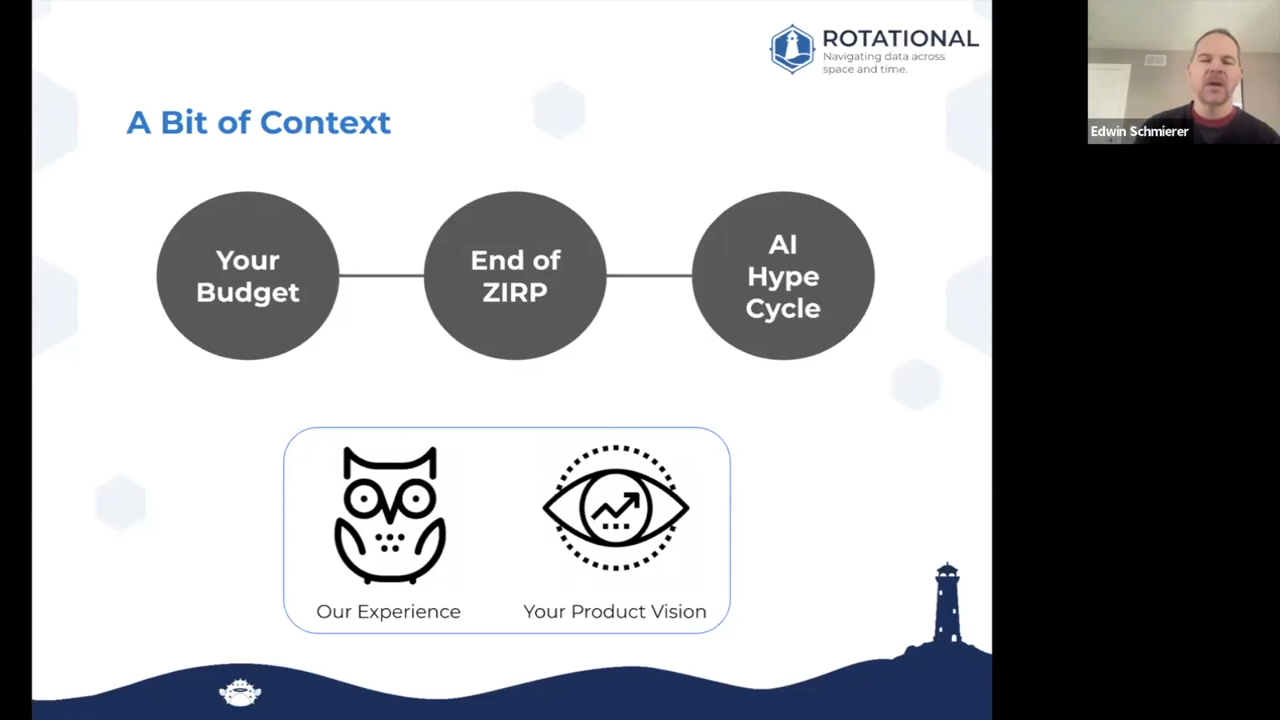 ROTATIONAL
Navigating data across
space and time.
Edwin Schmierer
A Bit of Context
Your
Budget
End of
ZIRP
AI
Hype
Cycle
Our Experience
Your Product Vision